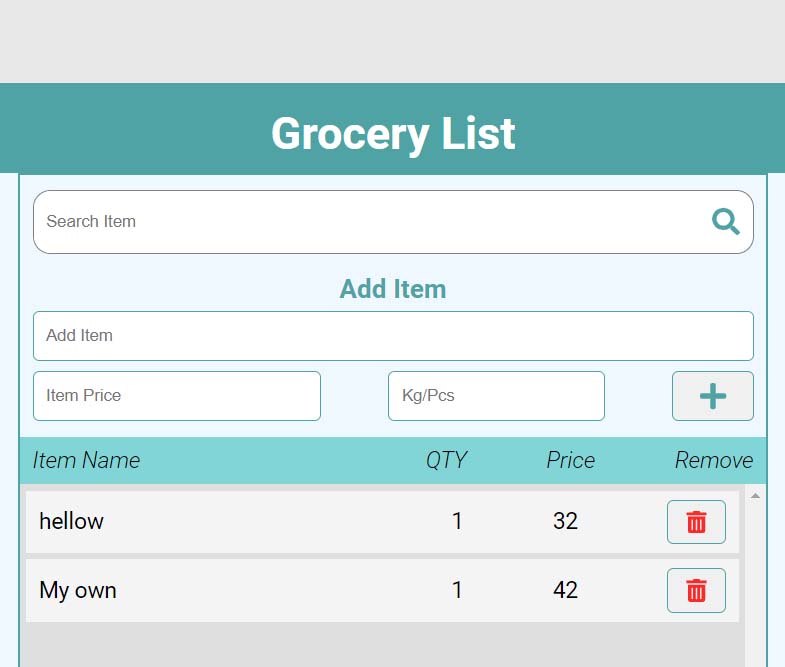 Grocery List
Search Item
Add Item
Add Item
Item Price Kg/Pcs
Item Name QTY Price Remove
hellow 1 32
My own 1 42